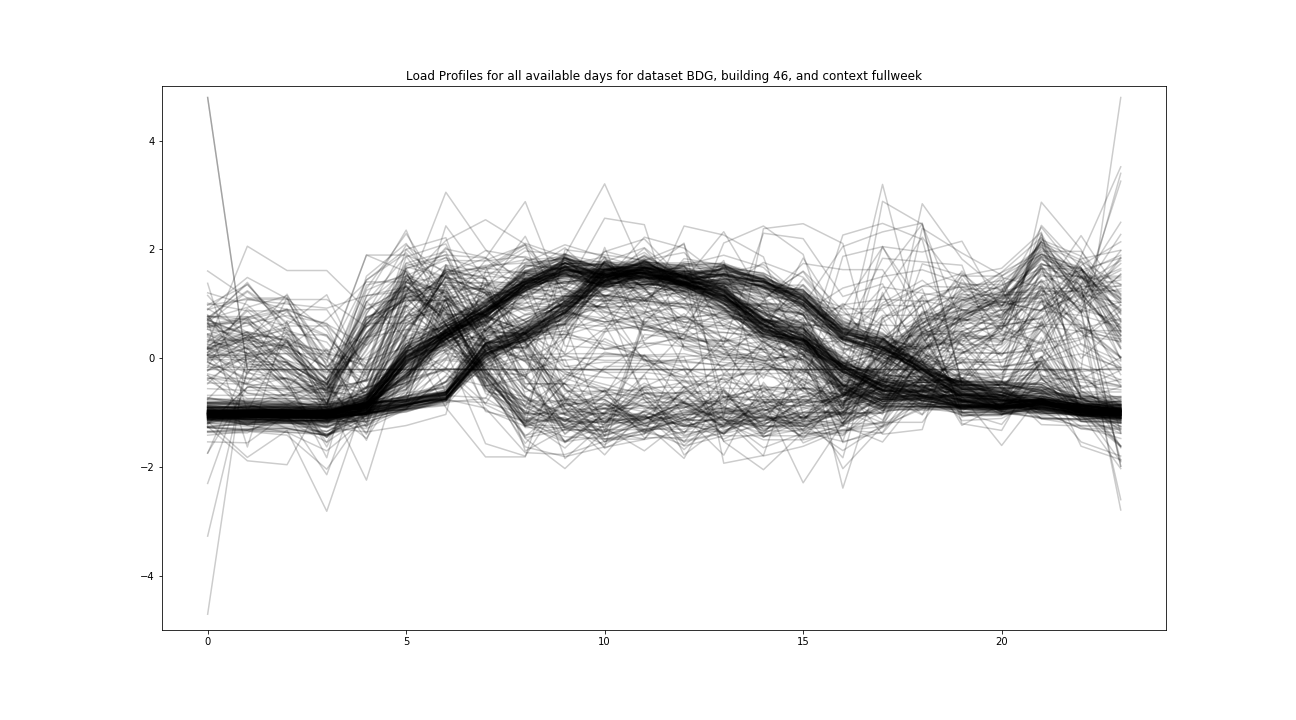 Load Profiles for all available days for dataset BDG, building 46, and context fullweek
4
2
0
−2
−4
0 5 10 15 20